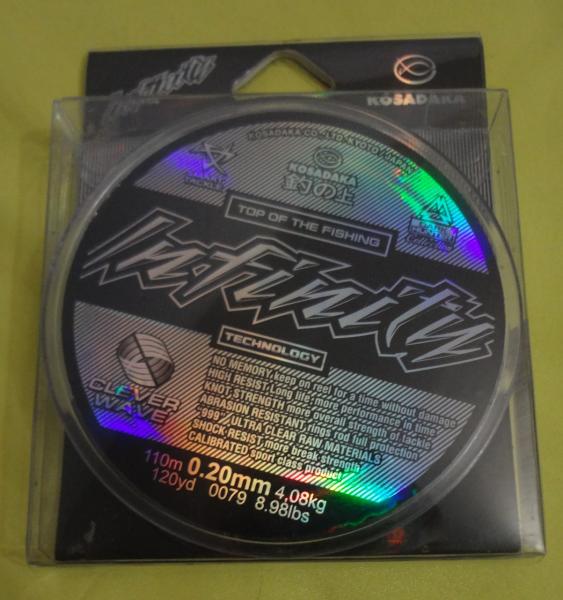 Infinity
KOSADAKA
KOSADAKA CO., LTD. KYOTO / JAPAN
KOSADAKA
釣の王
TOP OF THE FISHING
Infinity
TECHNOLOGY
NO MEMORY keep on reel for a time without damage
HIGH RESIST. Long life, more performance in time
KNOT STRENGTH more overall strength of tackle
ABRASION RESISTANT rings rod full protection
"999" ULTRA CLEAR RAW MATERIALS
SHOCK RESIST. more break strength
CALIBRATED sport class product
CLEVER
WAVE
110m 0.20mm 4,08kg
120yd 0079 8.98lbs